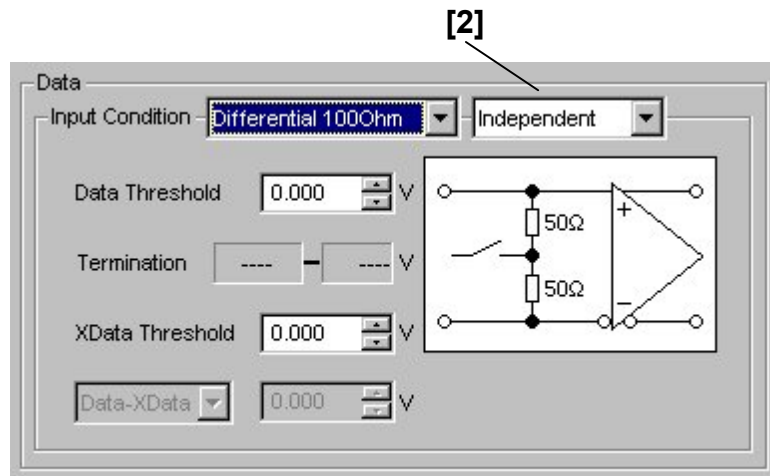 [2]
Data
Input Condition Differential 100Ohm Independent
Data Threshold 0.000 V
+
50Ω
Termination ---- – ---- V
50Ω
–
XData Threshold 0.000 V
Data-XData 0.000 V